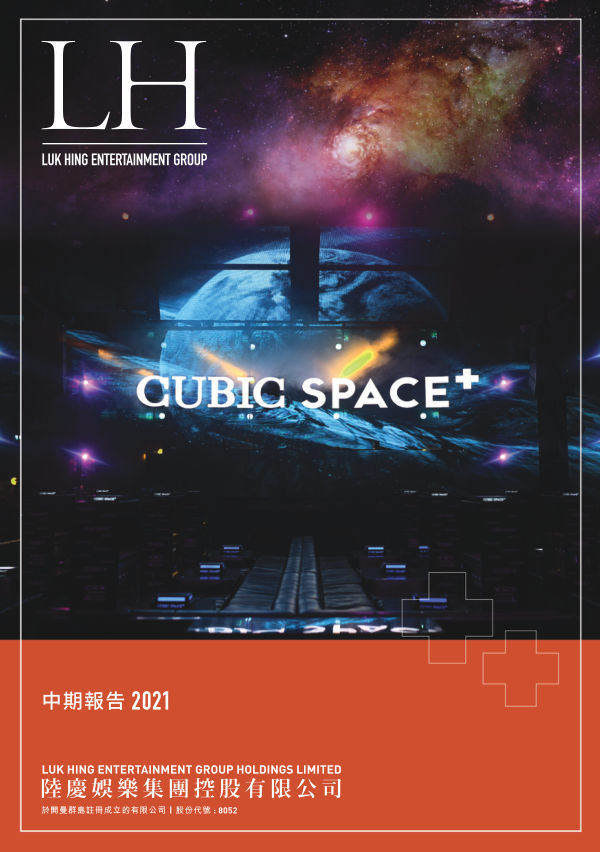 LH
LUK HING ENTERTAINMENT GROUP
CUBIC SPACE+
中期報告 2021
LUK HING ENTERTAINMENT GROUP HOLDINGS LIMITED
陸慶娛樂集團控股有限公司
於開曼群島註冊成立的有限公司 | 股份代號 : 8052